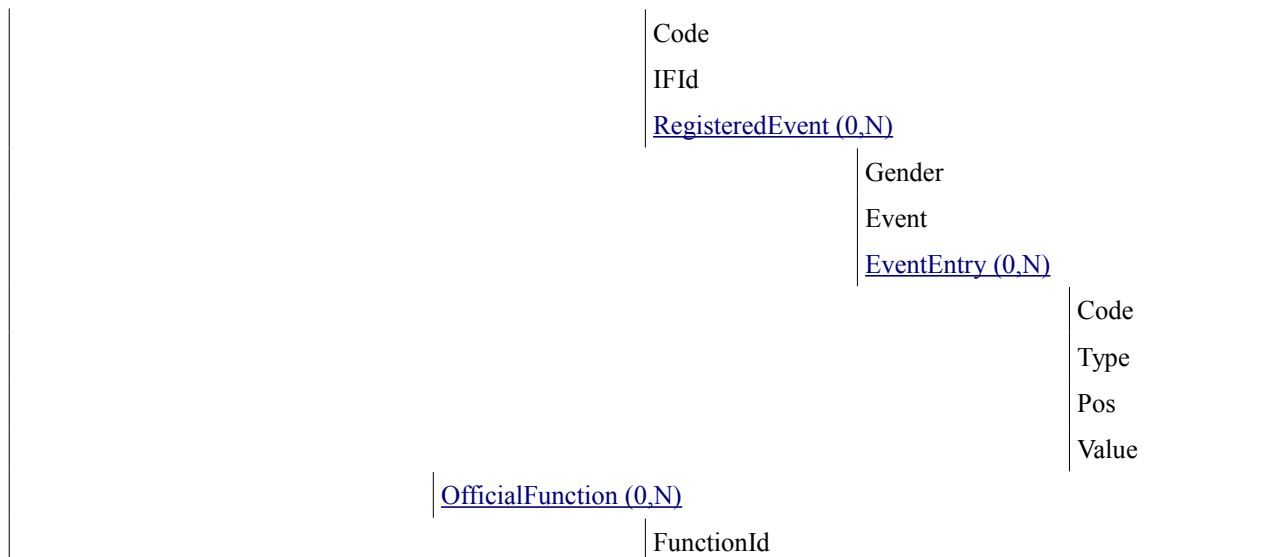 Code
IFId
RegisteredEvent (0,N)
Gender
Event
EventEntry (0,N)
Code
Type
Pos
Value
OfficialFunction (0,N)
FunctionId